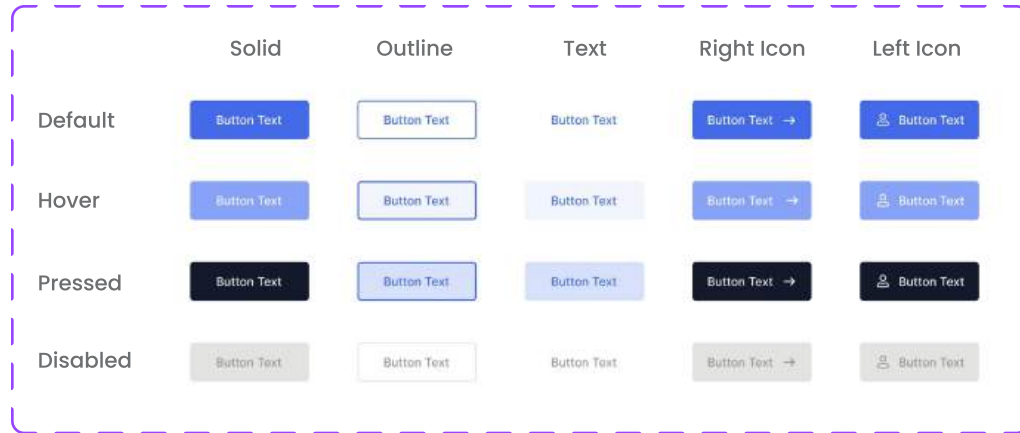 Solid Outline Text Right Icon Left Icon
Default Button Text Button Text Button Text Button Text → Button Text
Hover Button Text Button Text Button Text Button Text → Button Text
Pressed Button Text Button Text Button Text Button Text → Button Text
Disabled Button Text Button Text Button Text Button Text → Button Text